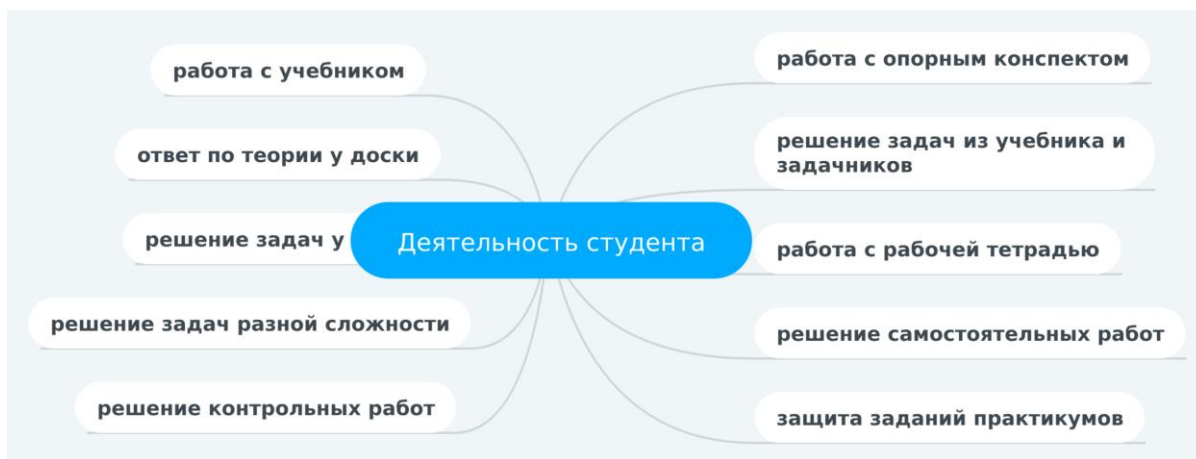 работа с учебником
ответ по теории у доски
решение задач у
решение задач разной сложности
решение контрольных работ
Деятельность студента
работа с опорным конспектом
решение задач из учебника и
задачников
работа с рабочей тетрадью
решение самостоятельных работ
защита заданий практикумов